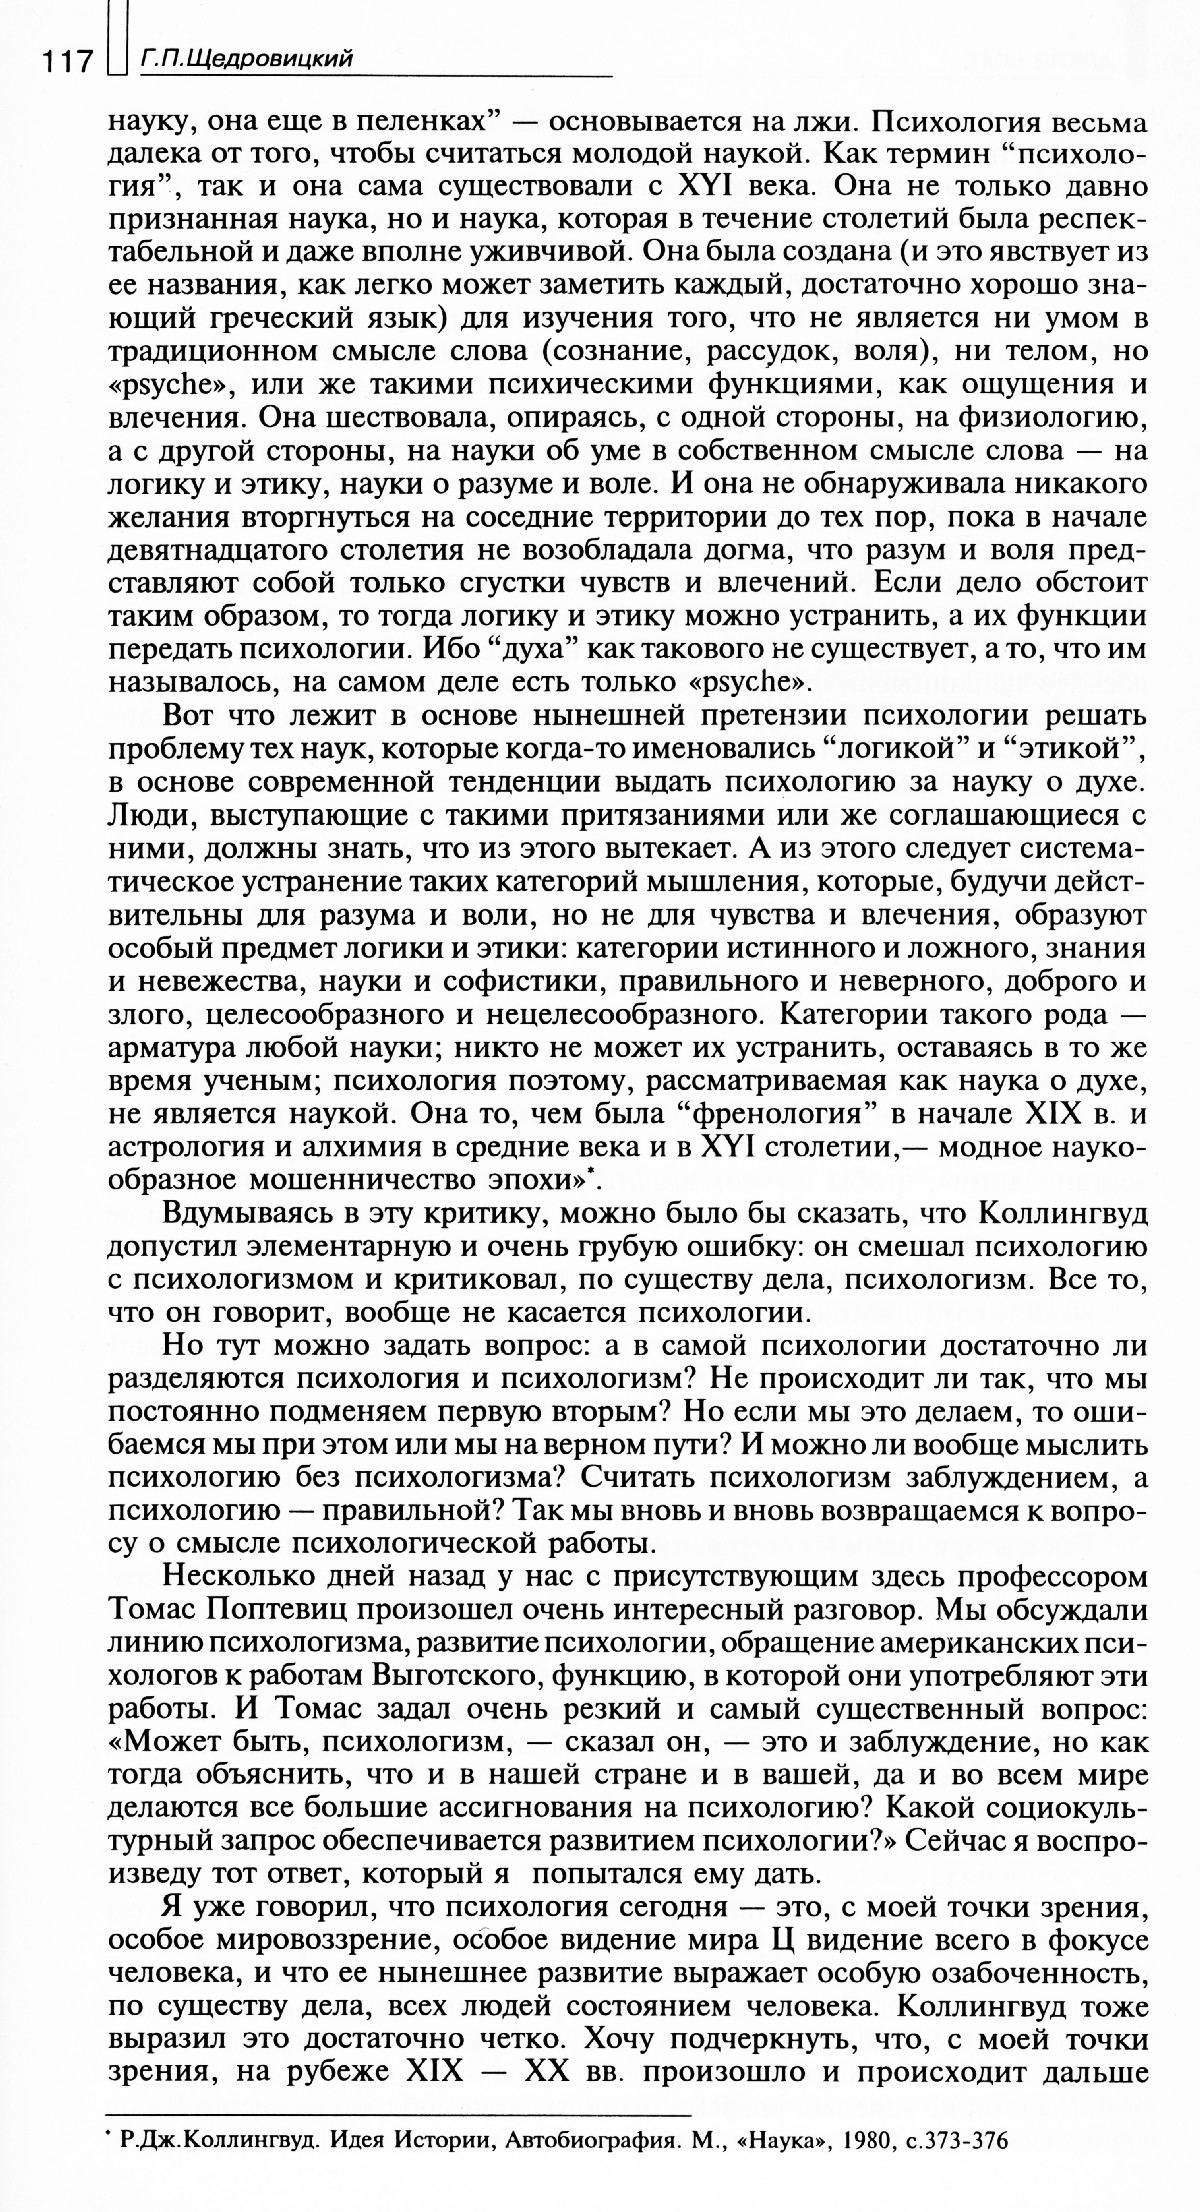 117 Г.П.Щедровицкий
науку, она еще в пеленках” — основывается на лжи. Психология весьма
далека от того, чтобы считаться молодой наукой. Как термин “психоло-
гия”, так и она сама существовали с XYI века. Она не только давно
признанная наука, но и наука, которая в течение столетий была респек-
табельной и даже вполне уживчивой. Она была создана (и это явствует из
ее названия, как легко может заметить каждый, достаточно хорошо зна-
ющий греческий язык) для изучения того, что не является ни умом в
традиционном смысле слова (сознание, рассудок, воля), ни телом, но
«psyche», или же такими психическими функциями, как ощущения и
влечения. Она шествовала, опираясь, с одной стороны, на физиологию,
а с другой стороны, на науки об уме в собственном смысле слова — на
логику и этику, науки о разуме и воле. И она не обнаруживала никакого
желания вторгнуться на соседние территории до тех пор, пока в начале
девятнадцатого столетия не возобладала догма, что разум и воля пред-
ставляют собой только сгустки чувств и влечений. Если дело обстоит
таким образом, то тогда логику и этику можно устранить, а их функции
передать психологии. Ибо “духа” как такового не существует, а то, что им
называлось, на самом деле есть только «psyche».
Вот что лежит в основе нынешней претензии психологии решать
проблему тех наук, которые когда-то именовались “логикой” и “этикой”,
в основе современной тенденции выдать психологию за науку о духе.
Люди, выступающие с такими притязаниями или же соглашающиеся с
ними, должны знать, что из этого вытекает. А из этого следует система-
тическое устранение таких категорий мышления, которые, будучи дейст-
вительны для разума и воли, но не для чувства и влечения, образуют
особый предмет логики и этики: категории истинного и ложного, знания
и невежества, науки и софистики, правильного и неверного, доброго и
злого, целесообразного и нецелесообразного. Категории такого рода —
арматура любой науки; никто не может их устранить, оставаясь в то же
время ученым; психология поэтому, рассматриваемая как наука о духе,
не является наукой. Она то, чем была “френология” в начале XIX в. и
астрология и алхимия в средние века и в XYI столетии,— модное науко-
образное мошенничество эпохи»*.
Вдумываясь в эту критику, можно было бы сказать, что Коллингвуд
допустил элементарную и очень грубую ошибку: он смешал психологию
с психологизмом и критиковал, по существу дела, психологизм. Все то,
что он говорит, вообще не касается психологии.
Но тут можно задать вопрос: а в самой психологии достаточно ли
разделяются психология и психологизм? Не происходит ли так, что мы
постоянно подменяем первую вторым? Но если мы это делаем, то оши-
баемся мы при этом или мы на верном пути? И можно ли вообще мыслить
психологию без психологизма? Считать психологизм заблуждением, а
психологию — правильной? Так мы вновь и вновь возвращаемся к вопро-
су о смысле психологической работы.
Несколько дней назад у нас с присутствующим здесь профессором
Томас Поптевиц произошел очень интересный разговор. Мы обсуждали
линию психологизма, развитие психологии, обращение американских пси-
хологов к работам Выготского, функцию, в которой они употребляют эти
работы. И Томас задал очень резкий и самый существенный вопрос:
«Может быть, психологизм, — сказал он, — это и заблуждение, но как
тогда объяснить, что и в нашей стране и в вашей, да и во всем мире
делаются все большие ассигнования на психологию? Какой социокуль-
турный запрос обеспечивается развитием психологии?» Сейчас я воспро-
изведу тот ответ, который я попытался ему дать.
Я уже говорил, что психология сегодня — это, с моей точки зрения,
особое мировоззрение, особое видение мира Ц видение всего в фокусе
человека, и что ее нынешнее развитие выражает особую озабоченность,
по существу дела, всех людей состоянием человека. Коллингвуд тоже
выразил это достаточно четко. Хочу подчеркнуть, что, с моей точки
зрения, на рубеже XIX — XX вв. произошло и происходит дальше
* Р.Дж.Коллингвуд. Идея Истории, Автобиография. М., «Наука», 1980, с.373-376